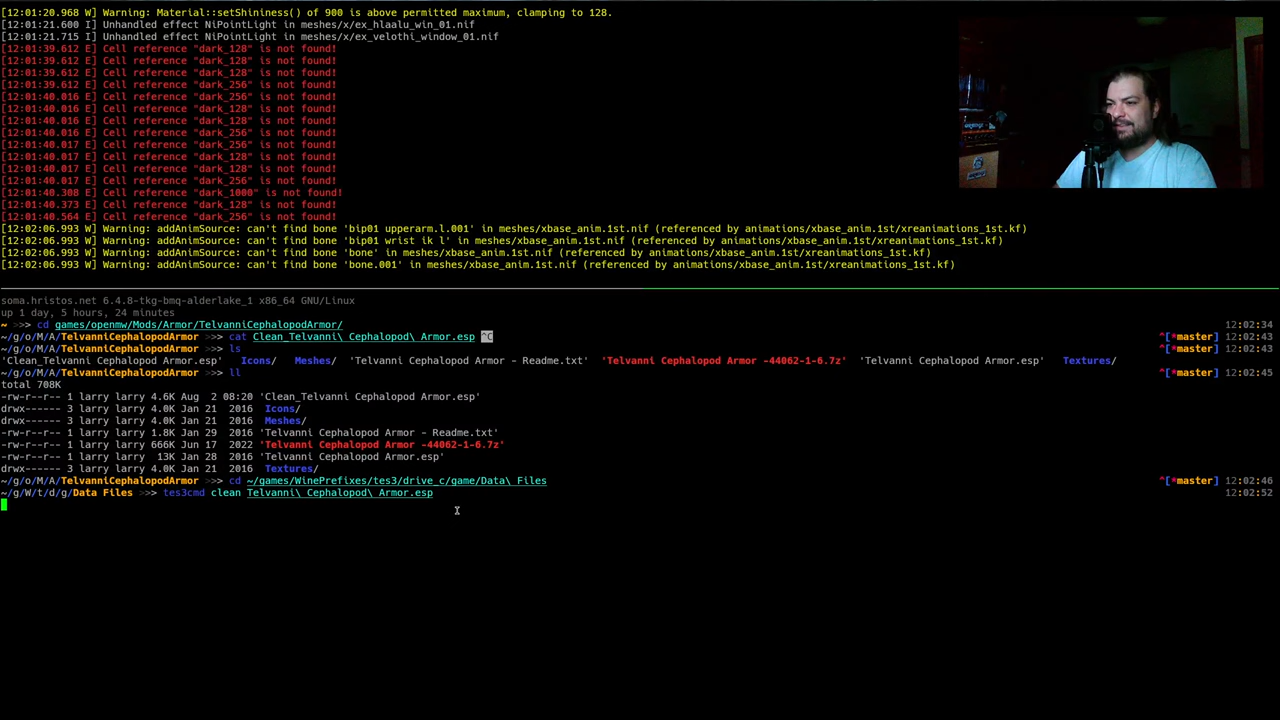 [12:01:20.968 W] Warning: Material::setShininess() of 900 is above permitted maximum, clamping to 128.
[12:01:21.600 I] Unhandled effect NiPointLight in meshes/x/ex_hlaalu_win_01.nif
[12:01:21.715 I] Unhandled effect NiPointLight in meshes/x/ex_velothi_window_01.nif
[12:01:39.612 E] Cell reference "dark_128" is not found!
[12:01:39.612 E] Cell reference "dark_128" is not found!
[12:01:39.612 E] Cell reference "dark_128" is not found!
[12:01:39.612 E] Cell reference "dark_256" is not found!
[12:01:40.016 E] Cell reference "dark_256" is not found!
[12:01:40.016 E] Cell reference "dark_128" is not found!
[12:01:40.016 E] Cell reference "dark_128" is not found!
[12:01:40.016 E] Cell reference "dark_256" is not found!
[12:01:40.017 E] Cell reference "dark_256" is not found!
[12:01:40.017 E] Cell reference "dark_128" is not found!
[12:01:40.017 E] Cell reference "dark_128" is not found!
[12:01:40.017 E] Cell reference "dark_256" is not found!
[12:01:40.308 E] Cell reference "dark_1000" is not found!
[12:01:40.373 E] Cell reference "dark_128" is not found!
[12:01:40.564 E] Cell reference "dark_256" is not found!
[12:02:06.993 W] Warning: addAnimSource: can't find bone 'bip01 upperarm.l.001' in meshes/xbase_anim.1st.nif (referenced by animations/xbase_anim.1st/xreanimations_1st.kf)
[12:02:06.993 W] Warning: addAnimSource: can't find bone 'bip01 wrist ik l' in meshes/xbase_anim.1st.nif (referenced by animations/xbase_anim.1st/xreanimations_1st.kf)
[12:02:06.993 W] Warning: addAnimSource: can't find bone 'bone' in meshes/xbase_anim.1st.nif (referenced by animations/xbase_anim.1st/xreanimations_1st.kf)
[12:02:06.993 W] Warning: addAnimSource: can't find bone 'bone.001' in meshes/xbase_anim.1st.nif (referenced by animations/xbase_anim.1st/xreanimations_1st.kf)
soma.hristos.net 6.4.8-tkg-bmq-alderlake_1 x86_64 GNU/Linux
up 1 day, 5 hours, 24 minutes
~ >>> cd games/openmw/Mods/Armor/TelvanniCephalopodArmor/ 12:02:34
~/g/o/M/A/TelvanniCephalopodArmor >>> cat Clean_Telvanni\ Cephalopod\ Armor.esp ^C ^[*master] 12:02:43
~/g/o/M/A/TelvanniCephalopodArmor >>> ls ^[*master] 12:02:43
'Clean_Telvanni Cephalopod Armor.esp' Icons/ Meshes/ 'Telvanni Cephalopod Armor - Readme.txt' 'Telvanni Cephalopod Armor -44062-1-6.7z' 'Telvanni Cephalopod Armor.esp' Textures/
~/g/o/M/A/TelvanniCephalopodArmor >>> ll ^[*master] 12:02:45
total 708K
-rw-r--r-- 1 larry larry 4.6K Aug 2 08:20 'Clean_Telvanni Cephalopod Armor.esp'
drwx------ 3 larry larry 4.0K Jan 21 2016 Icons/
drwx------ 3 larry larry 4.0K Jan 21 2016 Meshes/
-rw-r--r-- 1 larry larry 1.8K Jan 29 2016 'Telvanni Cephalopod Armor - Readme.txt'
-rw-r--r-- 1 larry larry 666K Jun 17 2022 'Telvanni Cephalopod Armor -44062-1-6.7z'
-rw-r--r-- 1 larry larry 13K Jan 28 2016 'Telvanni Cephalopod Armor.esp'
drwx------ 3 larry larry 4.0K Jan 21 2016 Textures/
~/g/o/M/A/TelvanniCephalopodArmor >>> cd ~/games/WinePrefixes/tes3/drive_c/game/Data\ Files ^[*master] 12:02:46
~/g/W/t/d/g/Data Files >>> tes3cmd clean Telvanni\ Cephalopod\ Armor.esp ^[*master] 12:02:52